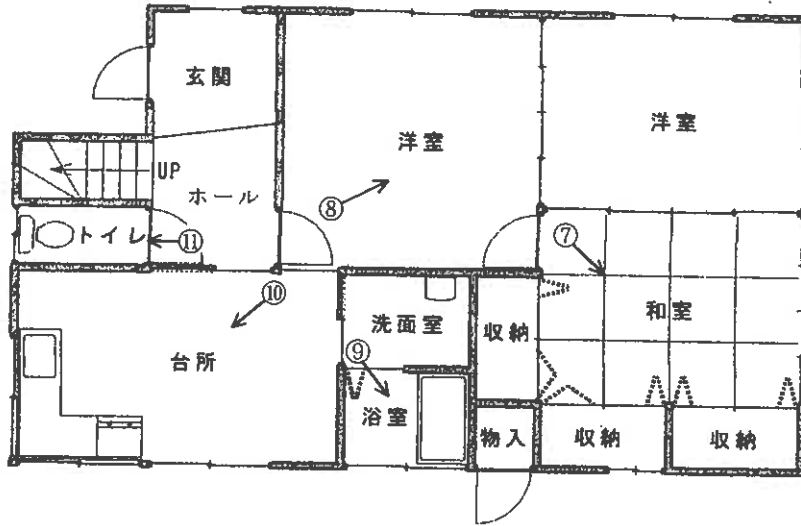 玄関
洋室
洋室
UP
ホール
⑧
トイレ
⑪
⑦
⑩
洗面室
収納
和室
台所
⑨
浴室
物入
収納
収納